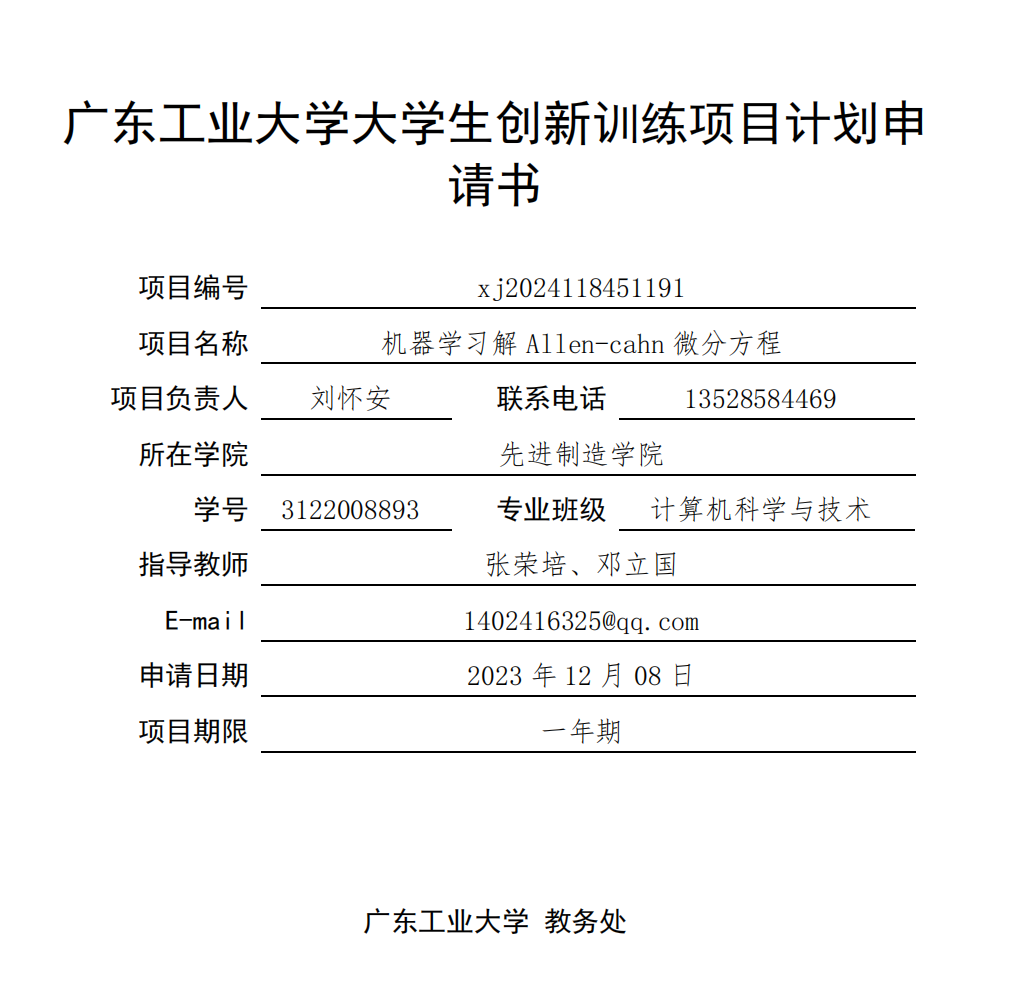 广东工业大学大学生创新训练项目计划申
请书
项目编号 xj2024118451191
项目名称 机器学习解 Allen-cahn 微分方程
项目负责人 刘怀安 联系电话 13528584469
所在学院 先进制造学院
学号 3122008893 专业班级 计算机科学与技术
指导教师 张荣培、邓立国
E-mail 1402416325@qq.com
申请日期 2023 年 12 月 08 日
项目期限 一年期
广东工业大学 教务处